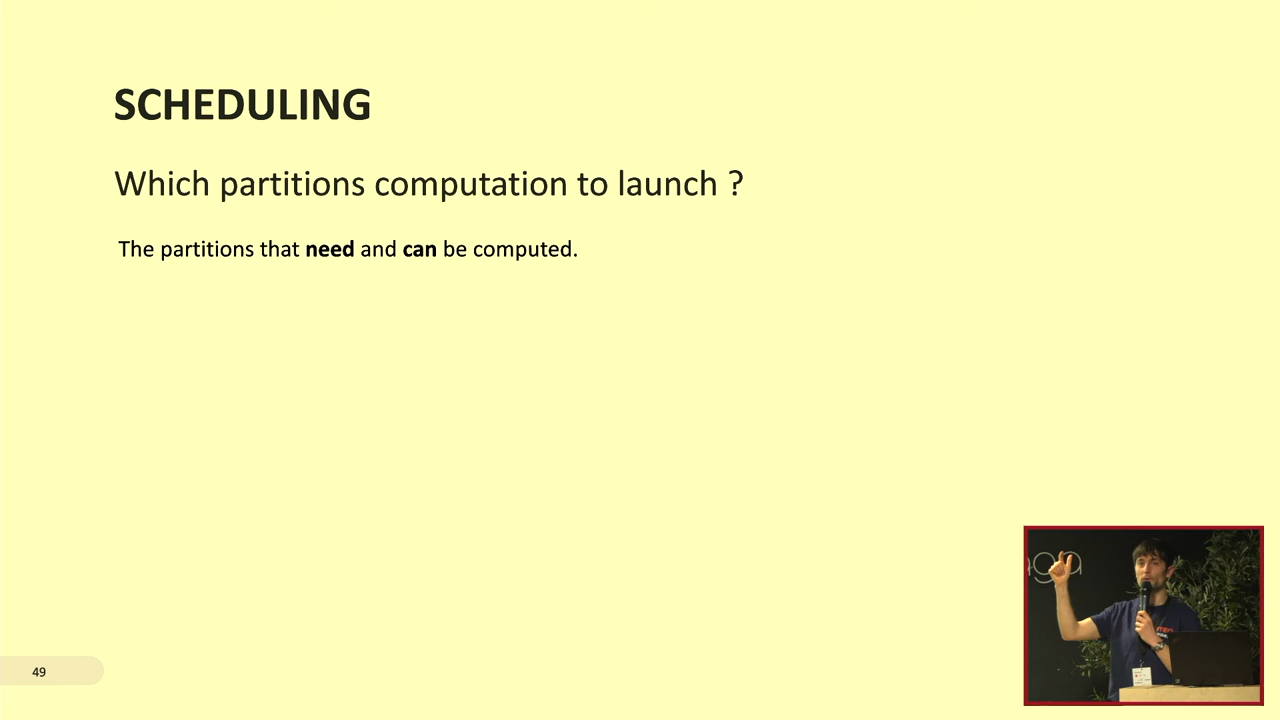 SCHEDULING
Which partitions computation to launch ?
The partitions that need and can be computed.
49